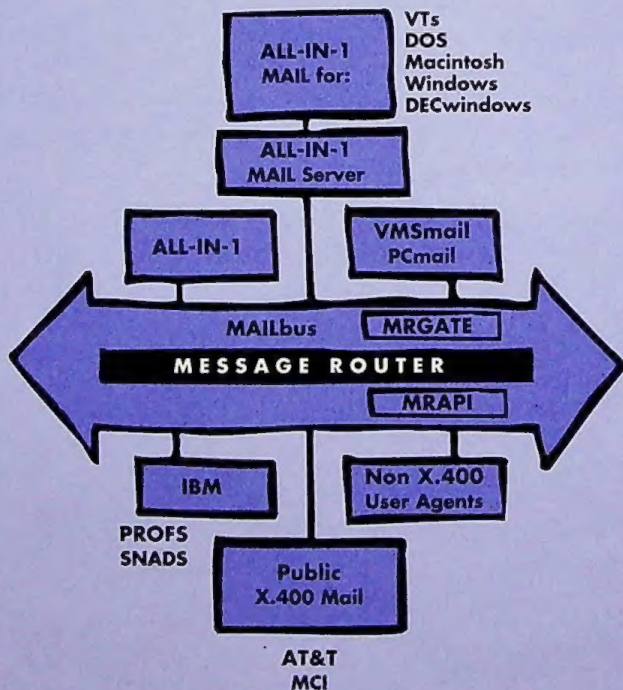 ALL-IN-1
MAIL for:
VTs
DOS
Macintosh
Windows
DECwindows
ALL-IN-1
MAIL Server
ALL-IN-1
VMSmail
PCmail
MAILbus
MRGATE
MESSAGE ROUTER
MRAPI
IBM
Non X.400
User Agents
PROFS
SNADS
Public
X.400 Mail
AT&T
MCI